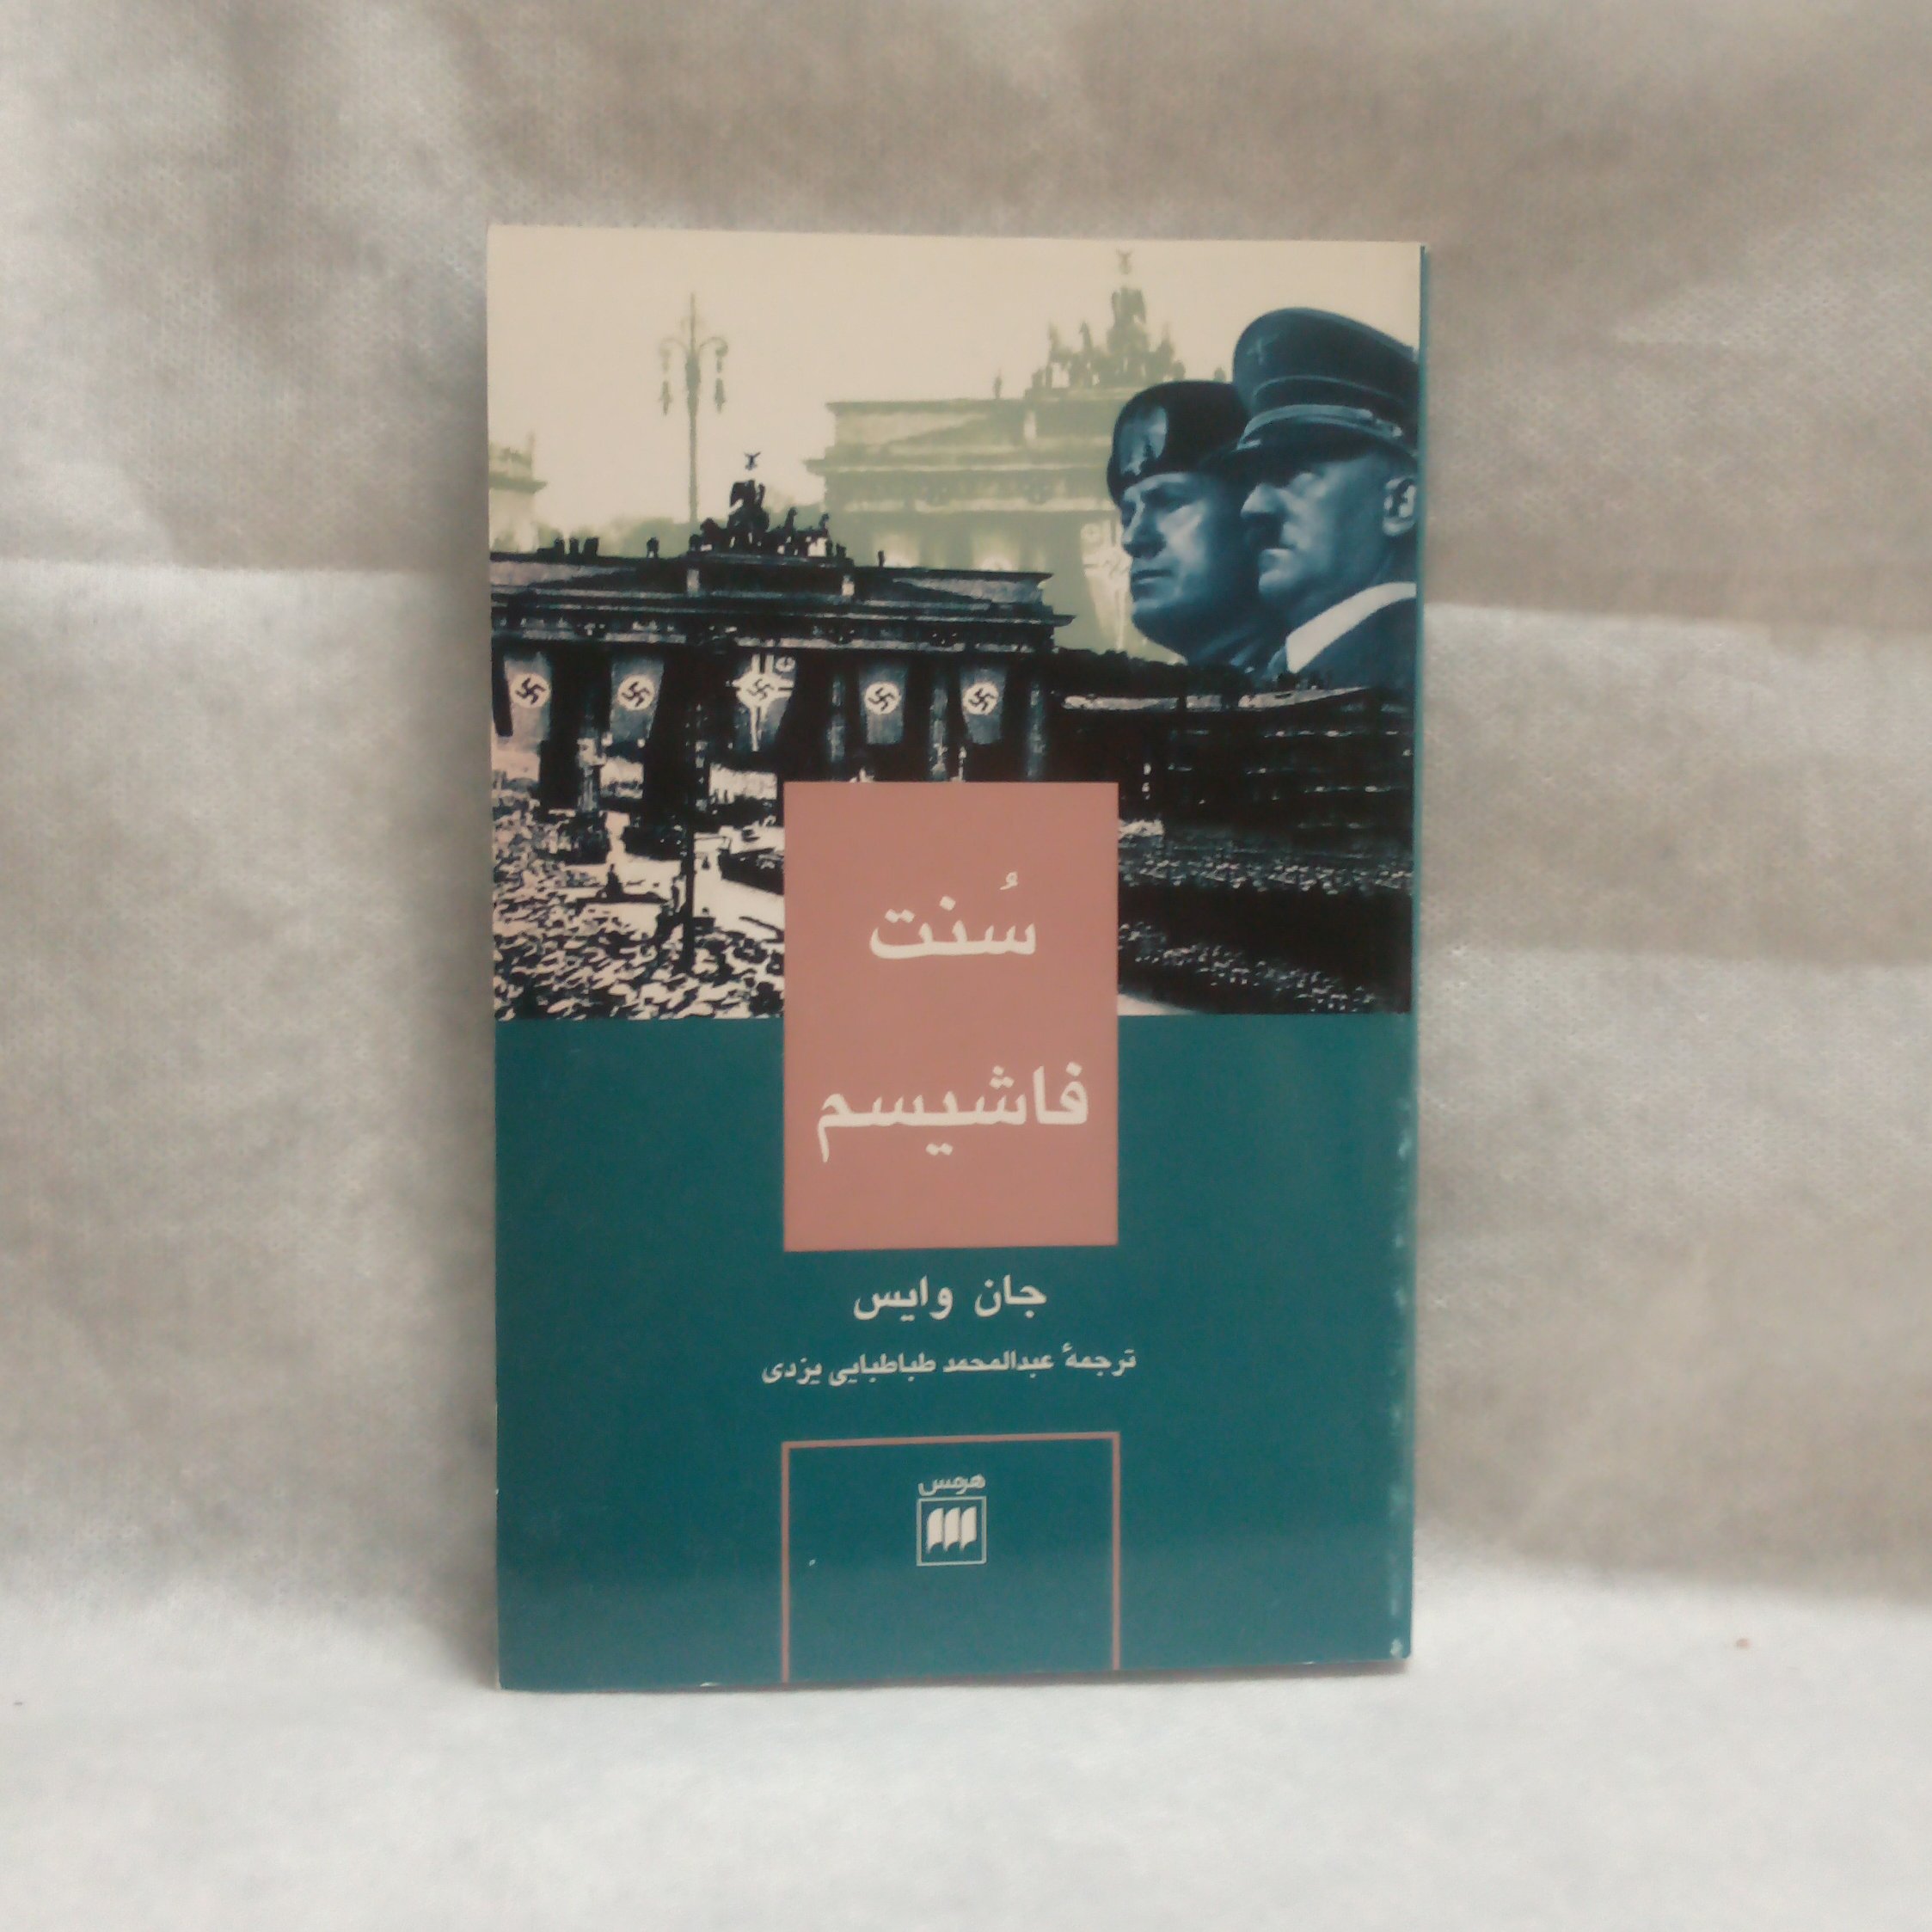 سُنت
فاشیسم
جان وایس
ترجمهٔ عبدالمحمد طباطبایی یزدی
هرمس